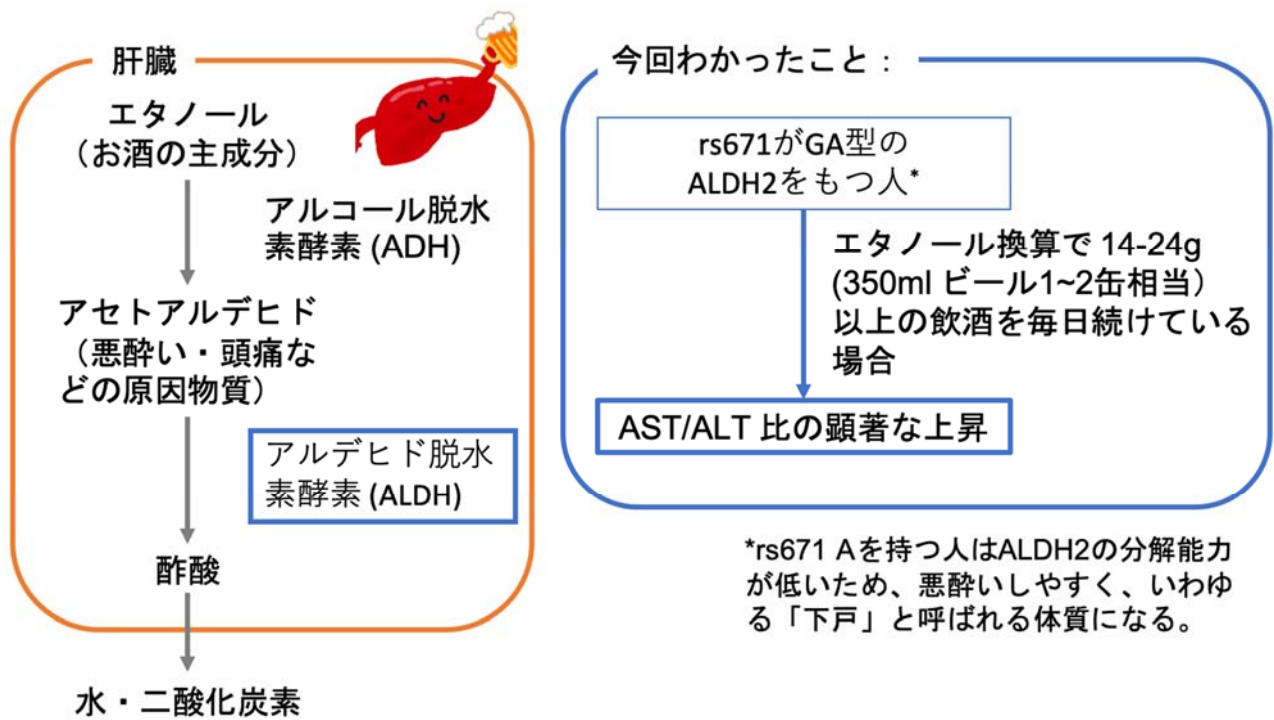 肝臓
エタノール
（お酒の主成分）
アルコール脱水
素酵素 (ADH)
アセトアルデヒド
（悪酔い・頭痛な
どの原因物質）
アルデヒド脱水
素酵素 (ALDH)
酢酸
水・二酸化炭素
今回わかったこと：
rs671がGA型の
ALDH2をもつ人*
エタノール換算で 14-24g
(350ml ビール1~2缶相当）
以上の飲酒を毎日続けている
場合
AST/ALT 比の顕著な上昇
*rs671 Aを持つ人はALDH2の分解能力
が低いため、悪酔いしやすく、いわゆ
る「下戸」と呼ばれる体質になる。